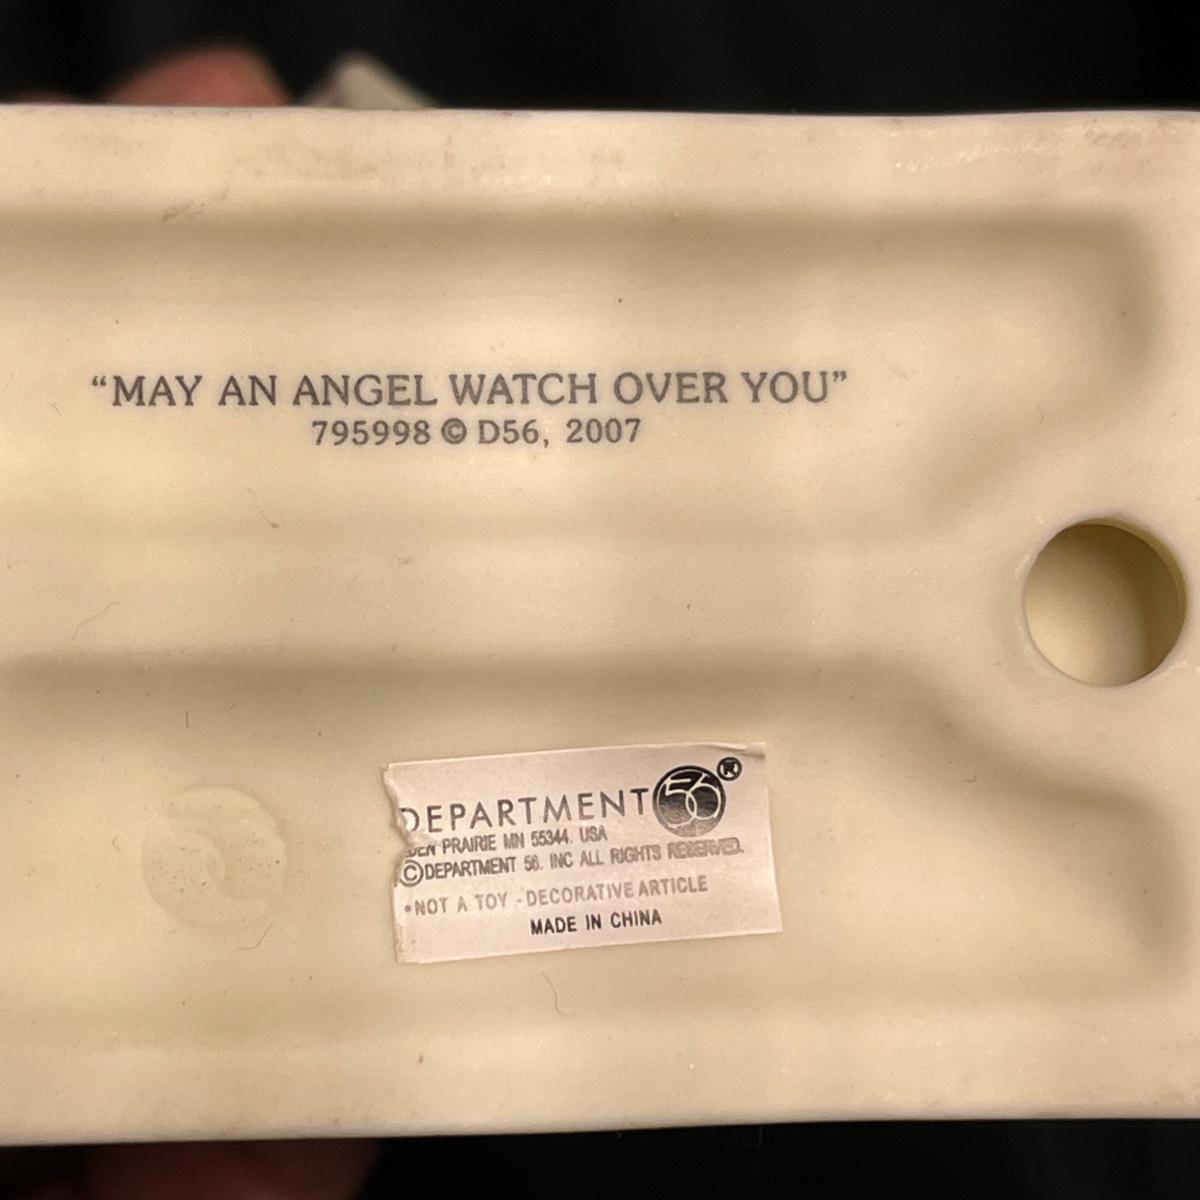 “MAY AN ANGEL WATCH OVER YOU”
795998 © D56, 2007
DEPARTMENT 56®
PRAIRIE MN 55344. USA
©DEPARTMENT 56. INC ALL RIGHTS RESERVED.
•NOT A TOY - DECORATIVE ARTICLE
MADE IN CHINA